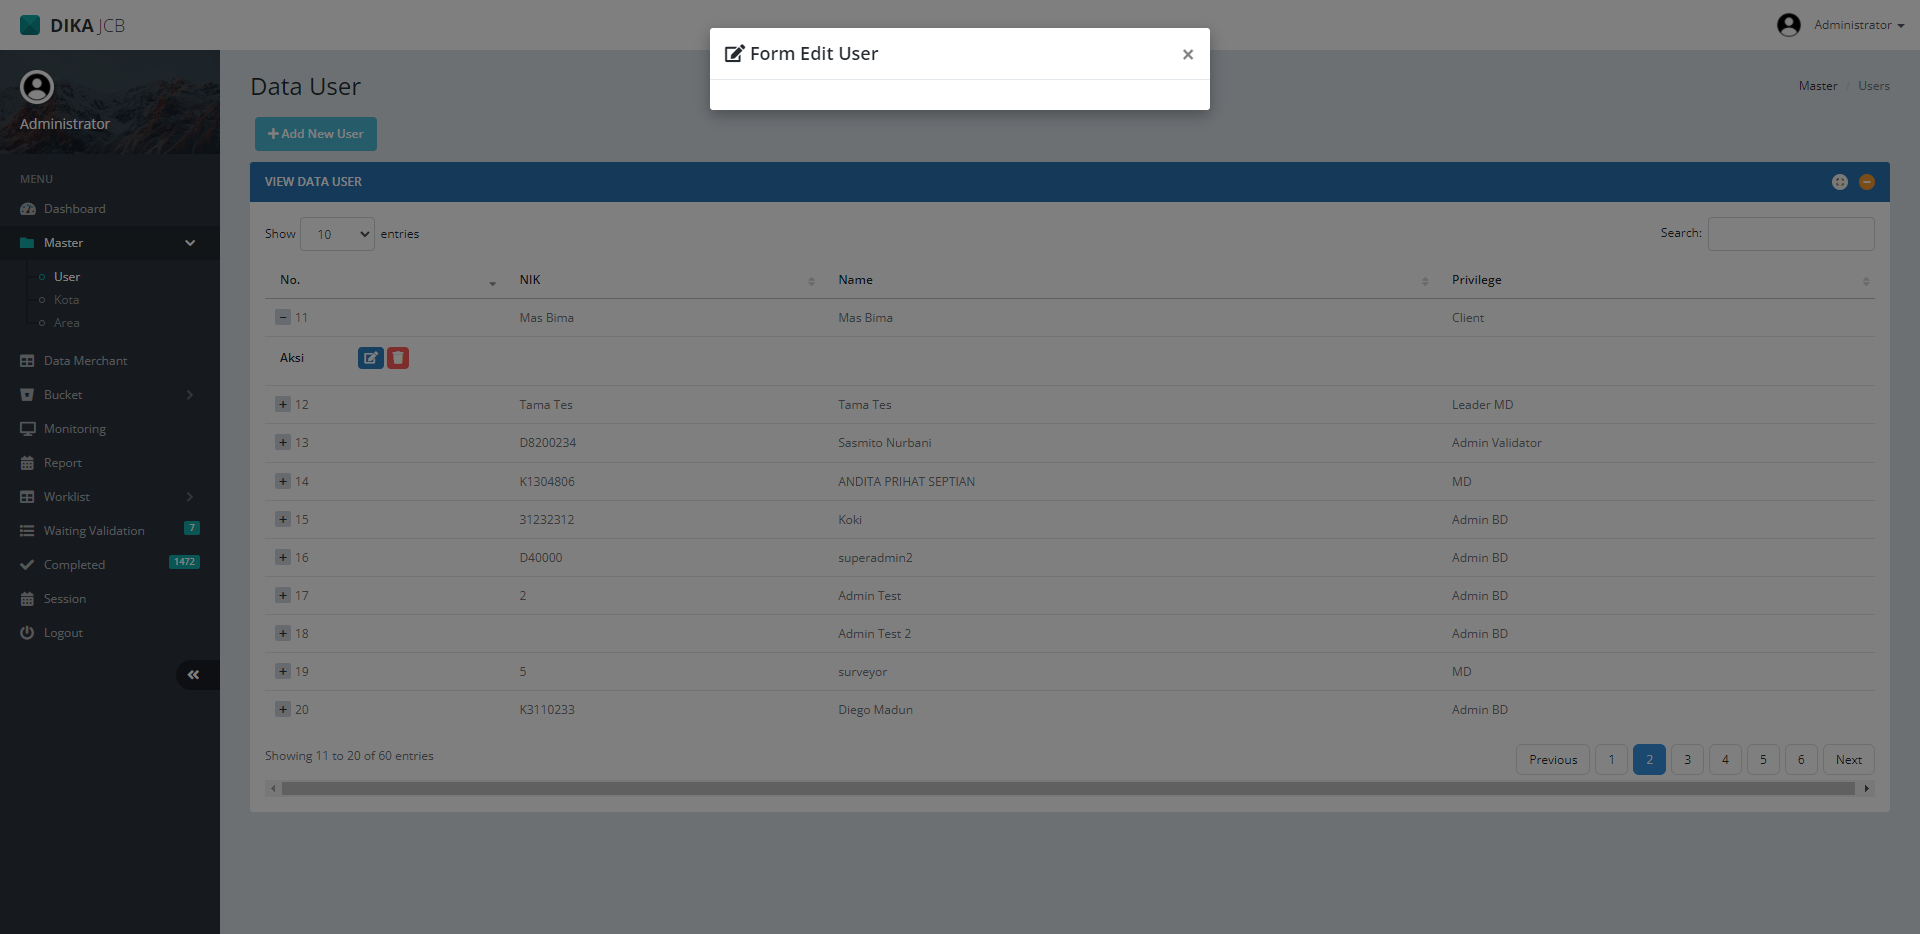 DIKA JCB
Administrator
Form Edit User
×
Administrator
MENU
Dashboard
Master
User
Kota
Area
Data Merchant
Bucket
Monitoring
Report
Worklist
Waiting Validation 7
Completed 1472
Session
Logout
Data User
Master / Users
Add New User
VIEW DATA USER
Show 10 entries
Search:
No. NIK Name Privilege
11 Mas Bima Mas Bima Client
Aksi
12 Tama Tes Tama Tes Leader MD
13 D8200234 Sasmito Nurbani Admin Validator
14 K1304806 ANDITA PRIHAT SEPTIAN MD
15 31232312 Koki Admin BD
16 D40000 superadmin2 Admin BD
17 2 Admin Test Admin BD
18 Admin Test 2 Admin BD
19 5 surveyor MD
20 K3110233 Diego Madun Admin BD
Showing 11 to 20 of 60 entries
Previous 1 2 3 4 5 6 Next